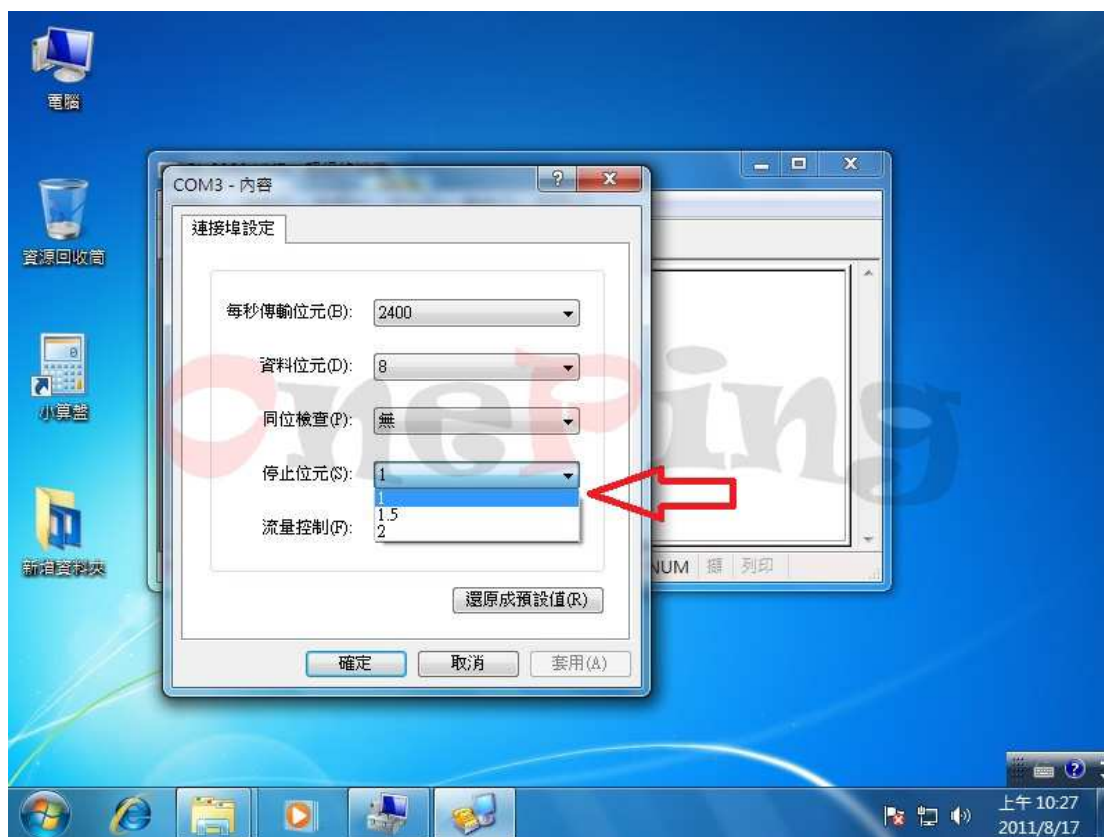 電腦
資源回收筒
小算盤
新增資料夾
COM3 - 內容
連接埠設定
每秒傳輸位元(B): 2400
資料位元(D): 8
同位檢查(P): 無
停止位元(S): 1
1
1.5
2
流量控制(F):
還原成預設值(R)
確定 取消 套用(A)
NUM 擷 列印
OnePing
上午 10:27
2011/8/17